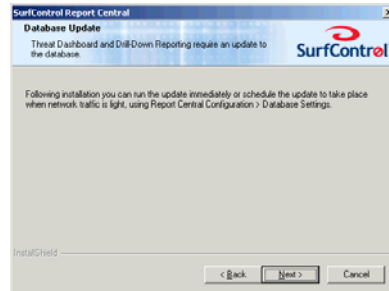 SurfControl Report Central
Database Update
Threat Dashboard and Drill-Down Reporting require an update to
the database.
SurfControl
Following installation you can run the update immediately or schedule the update to take place
when network traffic is light, using Report Central Configuration > Database Settings.
InstallShield
< Back
Next >
Cancel